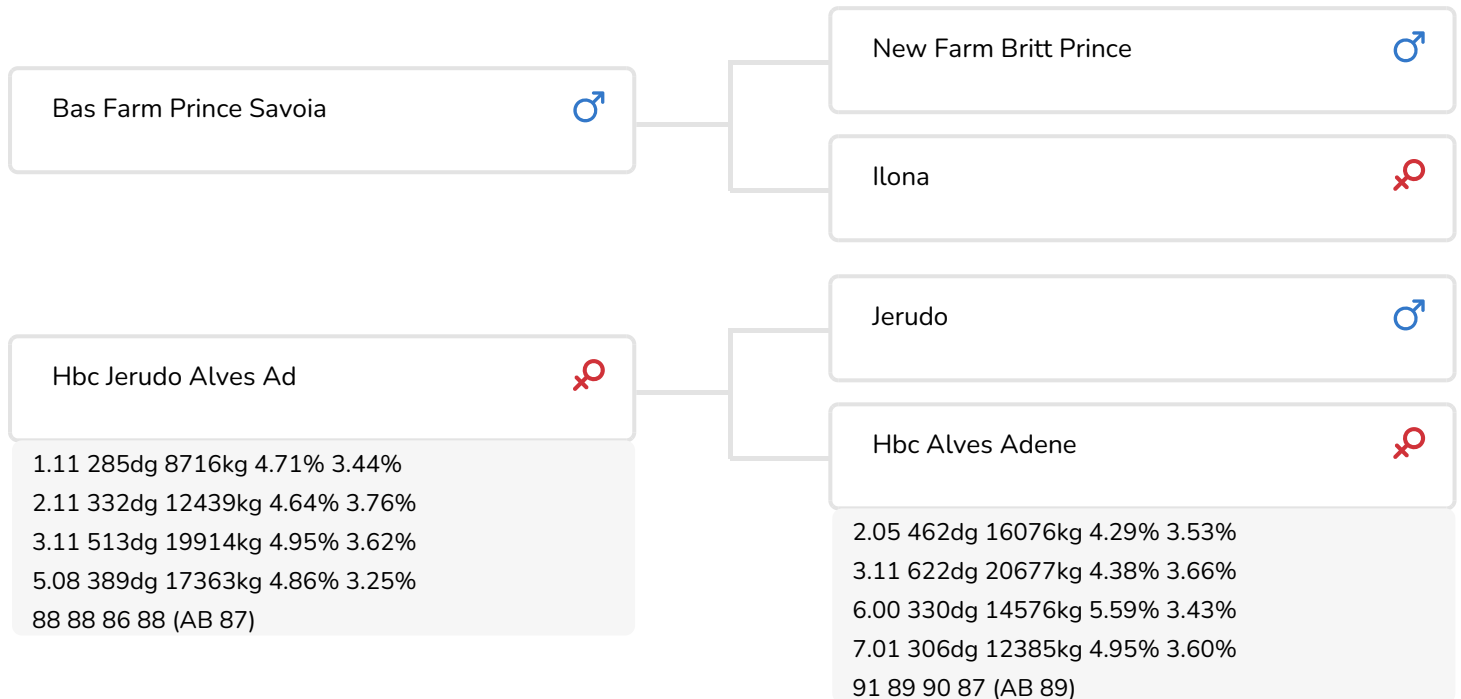 Bas Farm Prince Savoia
New Farm Britt Prince
Ilona
Hbc Jerudo Alves Ad
1.11 285dg 8716kg 4.71% 3.44%
2.11 332dg 12439kg 4.64% 3.76%
3.11 513dg 19914kg 4.95% 3.62%
5.08 389dg 17363kg 4.86% 3.25%
88 88 86 88 (AB 87)
Jerudo
Hbc Alves Adene
2.05 462dg 16076kg 4.29% 3.53%
3.11 622dg 20677kg 4.38% 3.66%
6.00 330dg 14576kg 5.59% 3.43%
7.01 306dg 12385kg 4.95% 3.60%
91 89 90 87 (AB 89)